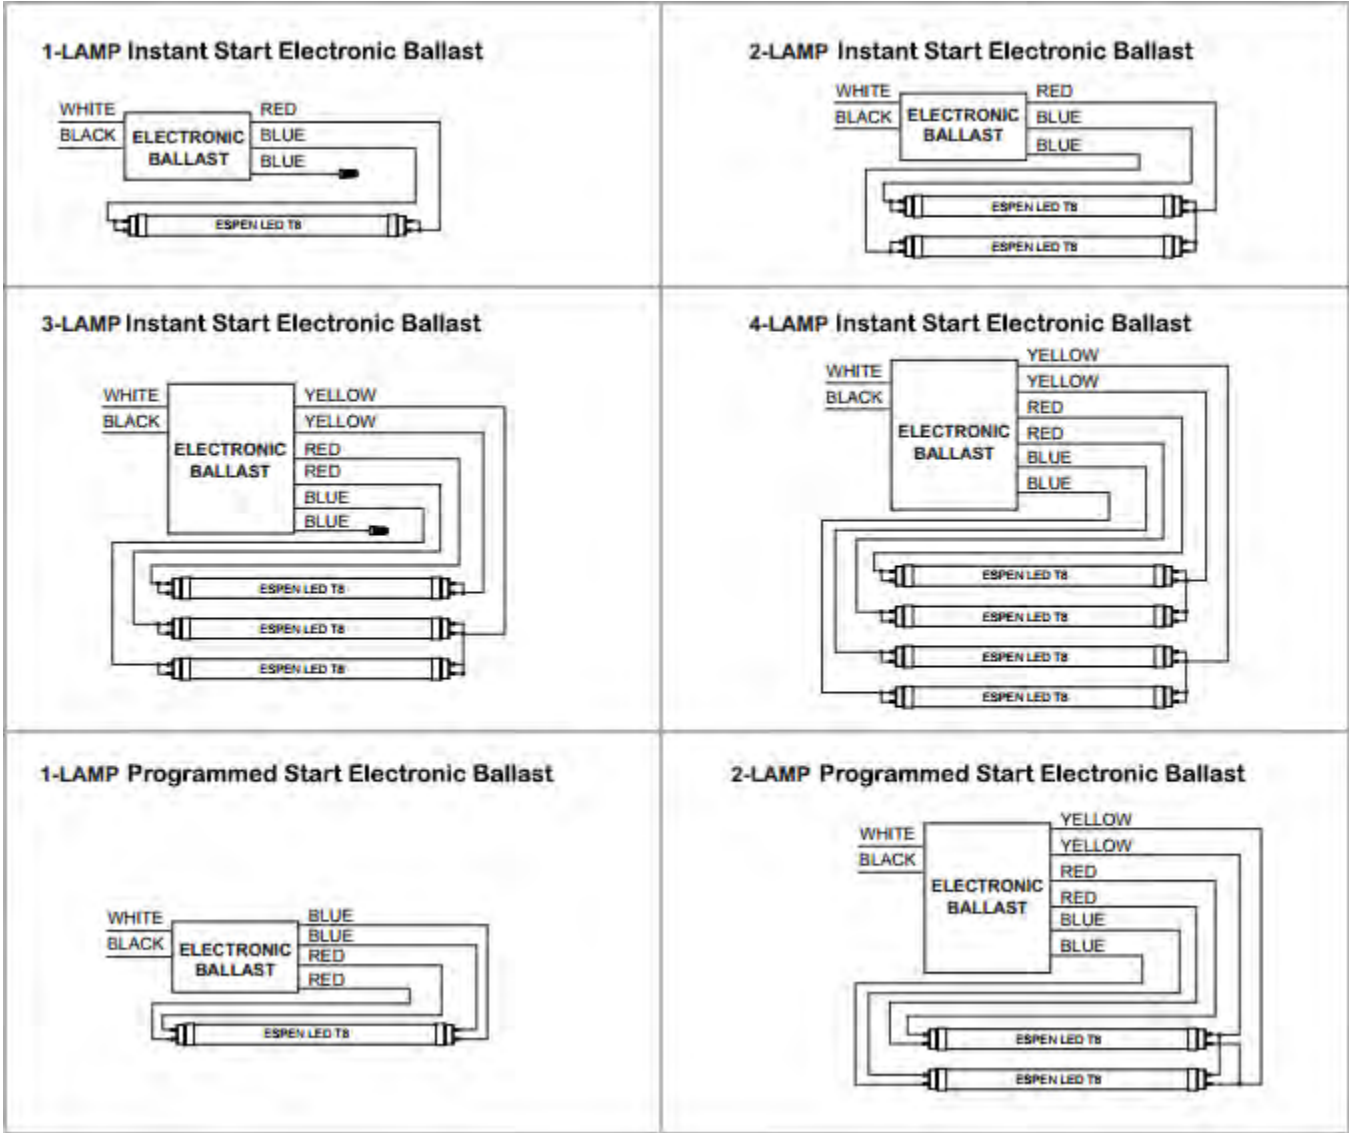 1-LAMP Instant Start Electronic Ballast
WHITE
RED
BLACK
ELECTRONIC
BLUE
BALLAST
BLUE
ESPEN LED T8
2-LAMP Instant Start Electronic Ballast
WHITE
RED
BLACK
ELECTRONIC
BLUE
BALLAST
BLUE
ESPEN LED T8
ESPEN LED T8
3-LAMP Instant Start Electronic Ballast
WHITE
YELLOW
BLACK
YELLOW
ELECTRONIC
RED
BALLAST
RED
BLUE
BLUE
ESPEN LED T8
ESPEN LED T8
ESPEN LED T8
4-LAMP Instant Start Electronic Ballast
YELLOW
WHITE
YELLOW
BLACK
RED
ELECTRONIC
RED
BALLAST
BLUE
BLUE
ESPEN LED T8
ESPEN LED T8
ESPEN LED T8
ESPEN LED T8
1-LAMP Programmed Start Electronic Ballast
WHITE
BLUE
BLACK
BLUE
ELECTRONIC
RED
BALLAST
RED
ESPEN LED T8
2-LAMP Programmed Start Electronic Ballast
YELLOW
WHITE
YELLOW
BLACK
RED
ELECTRONIC
RED
BALLAST
BLUE
BLUE
ESPEN LED T8
ESPEN LED T8